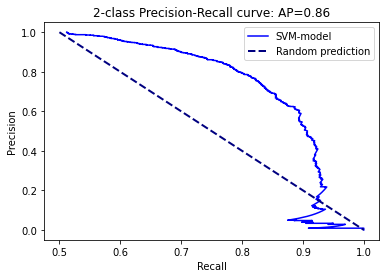 2-class Precision-Recall curve: AP=0.86
SVM-model
Random prediction
Precision
1.0
0.8
0.6
0.4
0.2
0.0
0.5 0.6 0.7 0.8 0.9 1.0
Recall